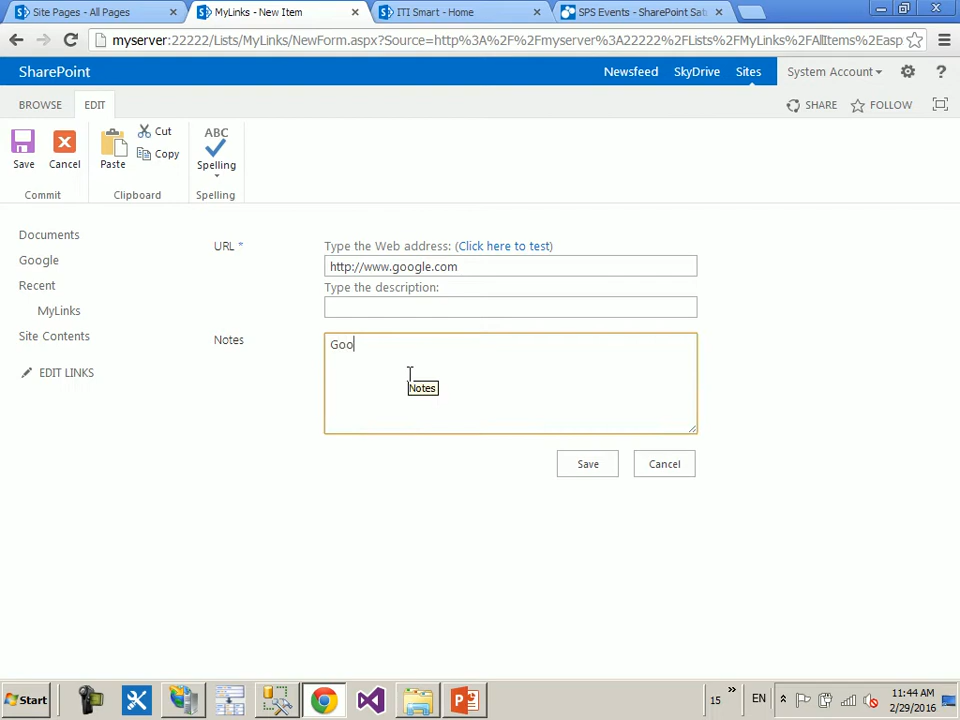 Site Pages - All Pages
MyLinks - New Item
ITI Smart - Home
SPS Events - SharePoint Sat
myserver:22222/Lists/MyLinks/NewForm.aspx?Source=http%3A%2F%2Fmyserver%3A22222%2FLists%2FMyLinks%2FAllItems%2Easp
SharePoint
Newsfeed
SkyDrive
Sites
System Account
?
BROWSE
EDIT
SHARE
FOLLOW
Save
Cancel
Paste
Cut
Copy
ABC
Spelling
Commit
Clipboard
Spelling
Documents
Google
Recent
MyLinks
Site Contents
EDIT LINKS
URL *
Type the Web address: (Click here to test)
http://www.google.com
Type the description:
Notes
Goo
Notes
Save
Cancel
Start
15
EN
11:44 AM
2/29/2016